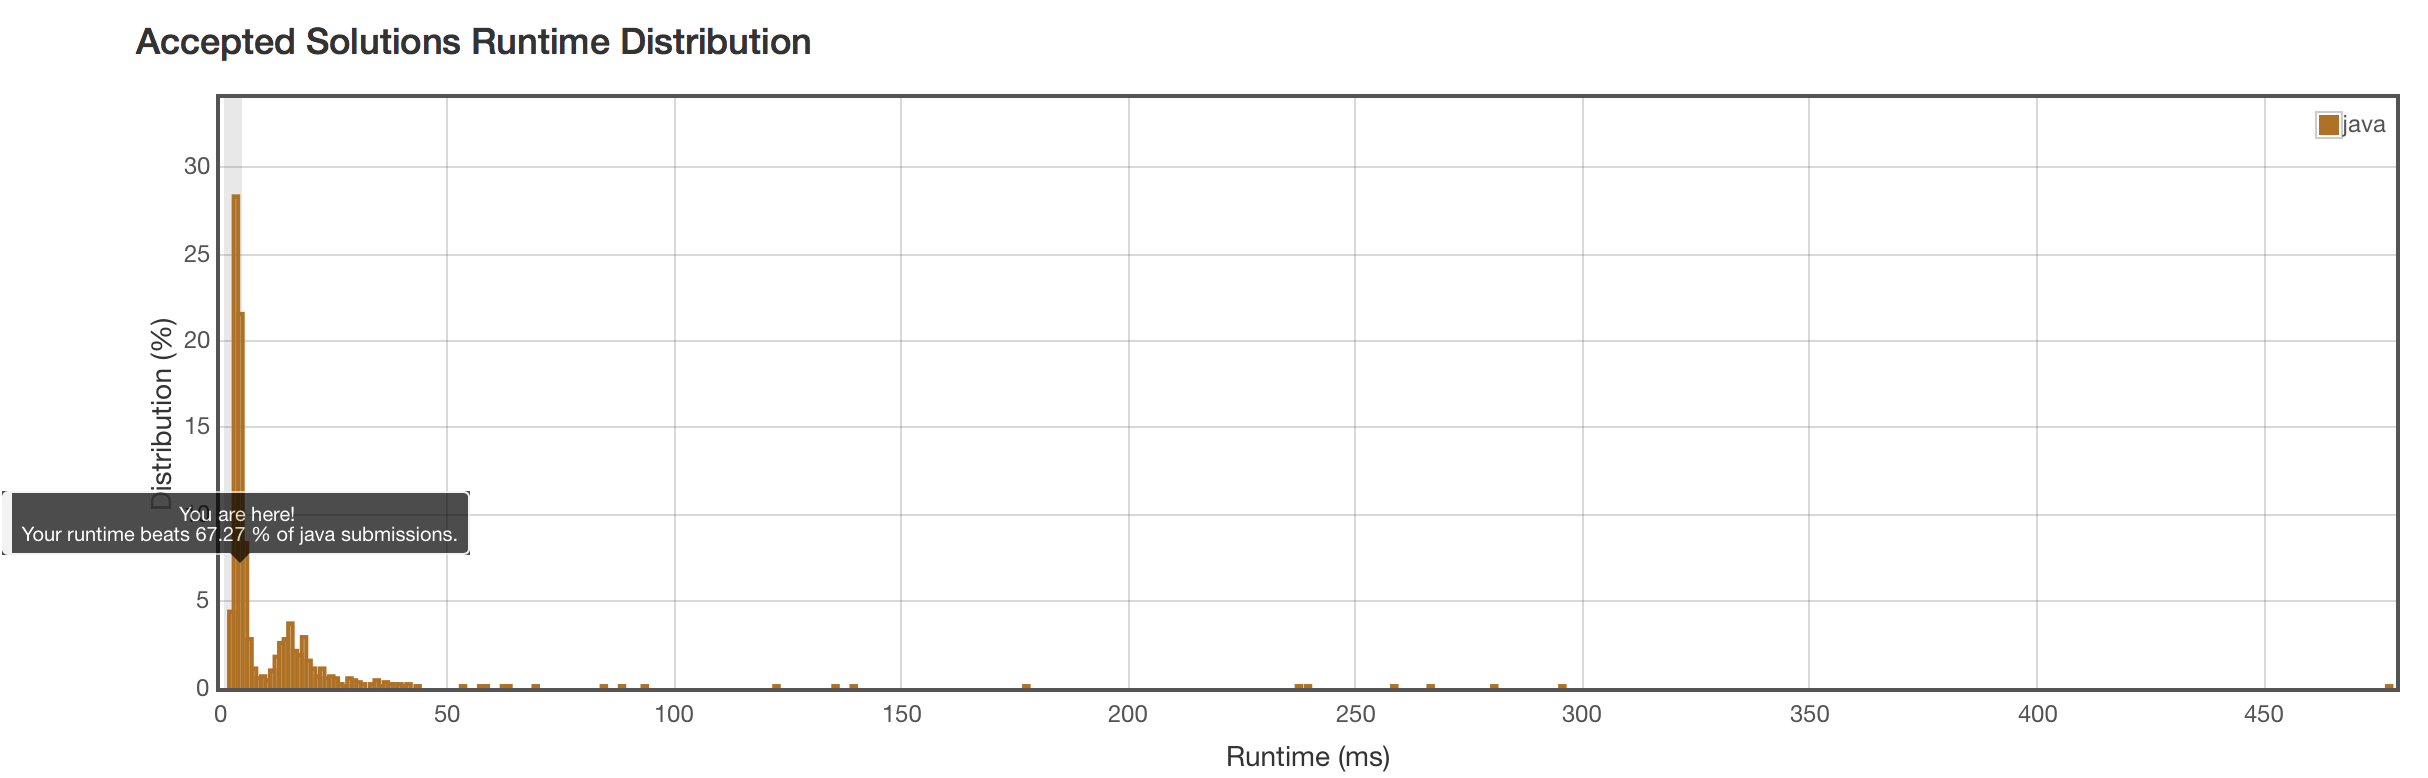 Accepted Solutions Runtime Distribution
java
Distribution (%)
30
25
20
15
10
5
0
You are here!
Your runtime beats 67.27 % of java submissions.
0 50 100 150 200 250 300 350 400 450
Runtime (ms)